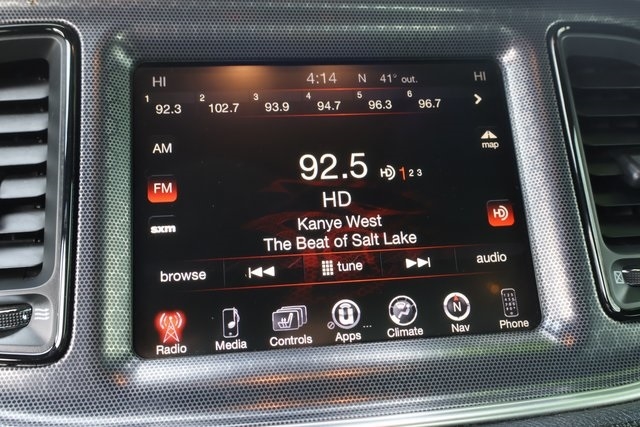 HI 4:14 N 41° out. HI
1 92.3 2 102.7 3 93.9 4 94.7 5 96.3 6 96.7
AM
map
92.5 HD 1 2 3
FM
HD
HD
Kanye West
sxm
The Beat of Salt Lake
browse tune audio
Radio Media Controls Apps ... Climate Nav Phone
N